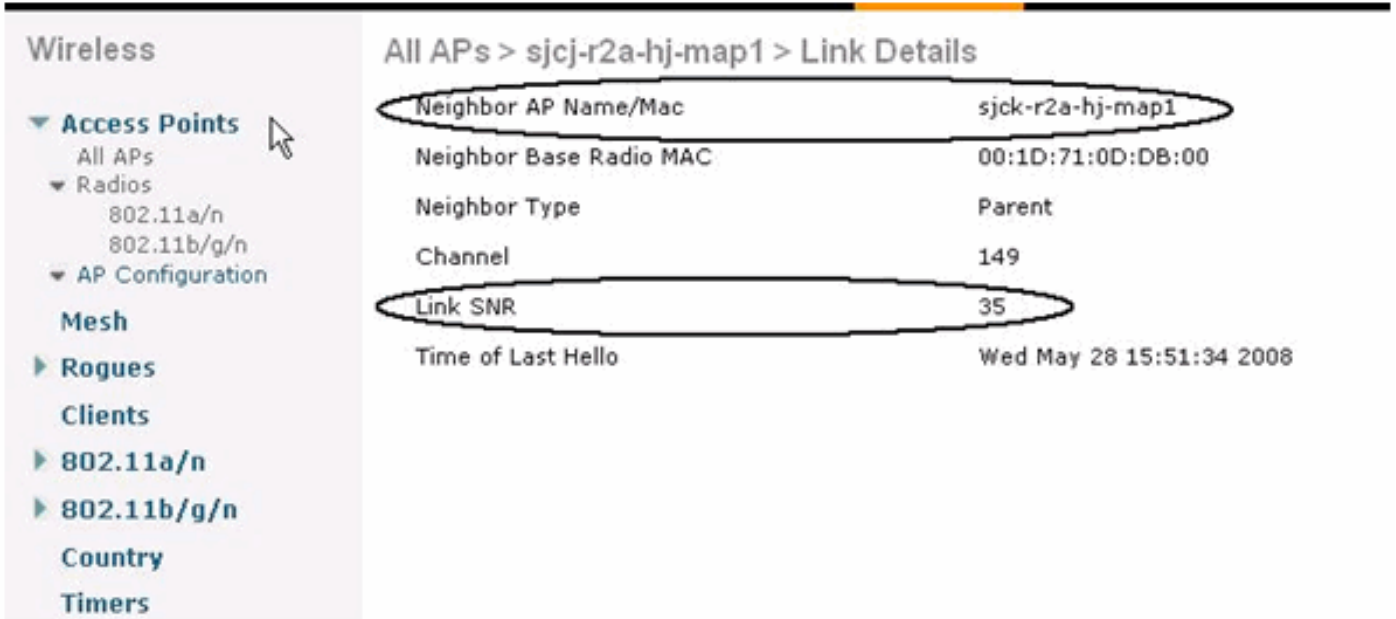 Wireless
Access Points
All APs
Radios
802.11a/n
802.11b/g/n
AP Configuration
Mesh
Rogues
Clients
802.11a/n
802.11b/g/n
Country
Timers
All APs > sjcj-r2a-hj-map1 > Link Details
Neighbor AP Name/Mac sjck-r2a-hj-map1
Neighbor Base Radio MAC 00:1D:71:0D:DB:00
Neighbor Type Parent
Channel 149
Link SNR 35
Time of Last Hello Wed May 28 15:51:34 2008